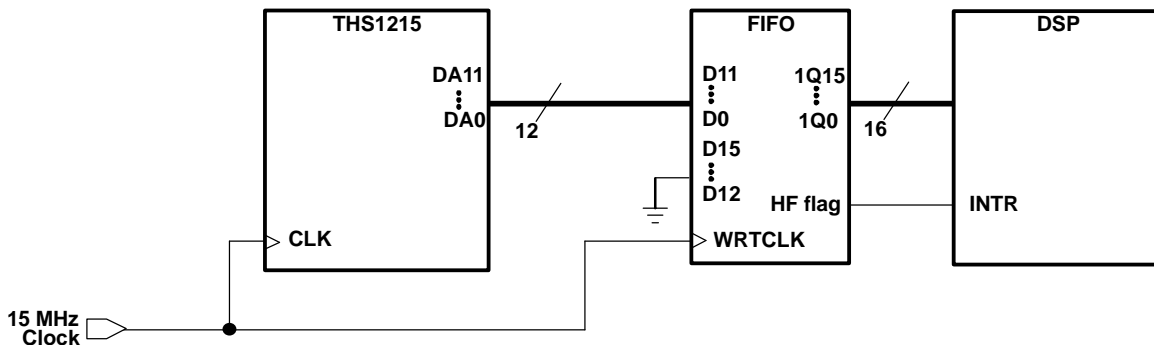 THS1215
DA11
DA0
12
CLK
FIFO
D11
D0
D15
D12
1Q15
1Q0
HF flag
WRTCLK
16
DSP
INTR
15 MHz
Clock